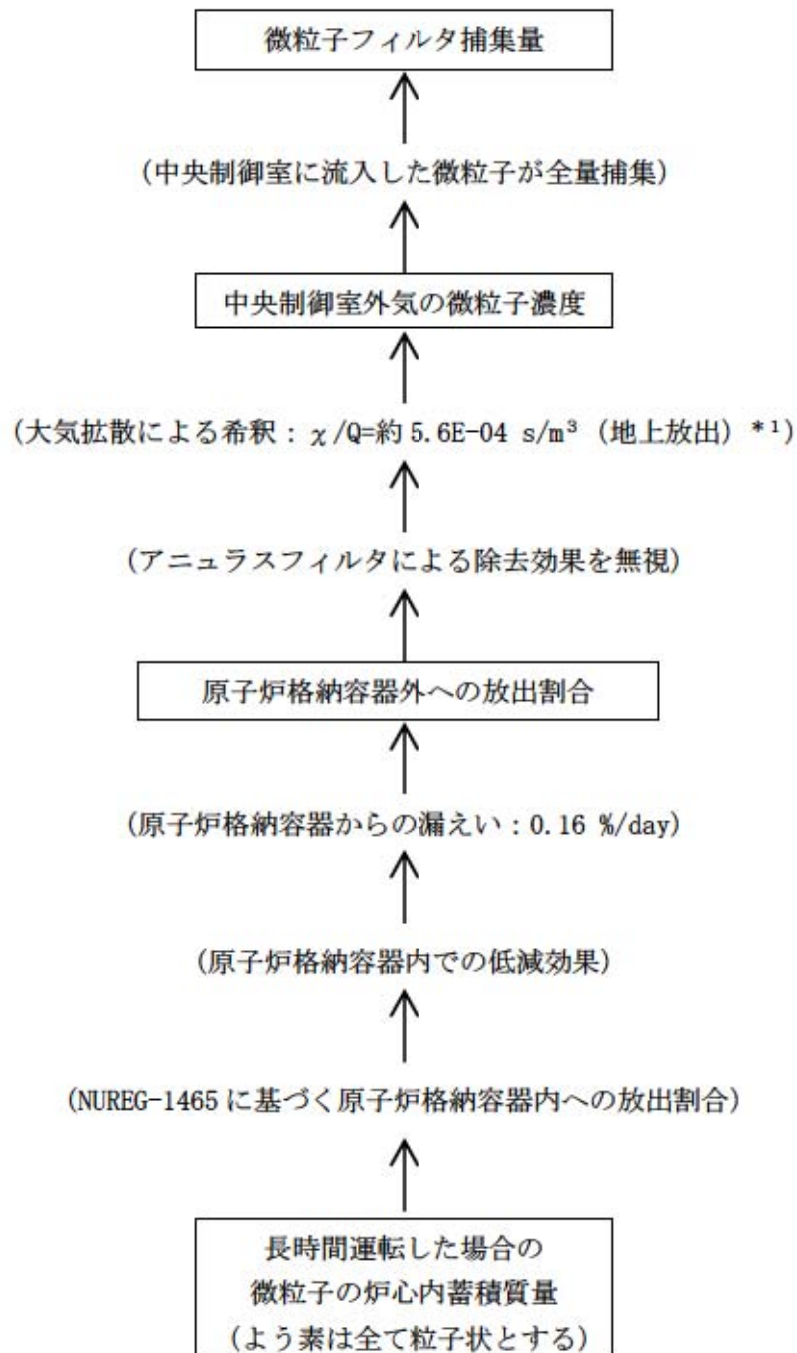 微粒子フィルタ捕集量
(中央制御室に流入した微粒子が全量捕集)
中央制御室外気の微粒子濃度
(大気拡散による希釈：χ/Q=約 5.6E-04 s/m³（地上放出）*¹)
(アニュラスフィルタによる除去効果を無視)
原子炉格納容器外への放出割合
(原子炉格納容器からの漏えい：0.16 %/day)
(原子炉格納容器内での低減効果)
(NUREG-1465 に基づく原子炉格納容器内への放出割合)
長時間運転した場合の
微粒子の炉心内蓄積質量
（よう素は全て粒子状とする）